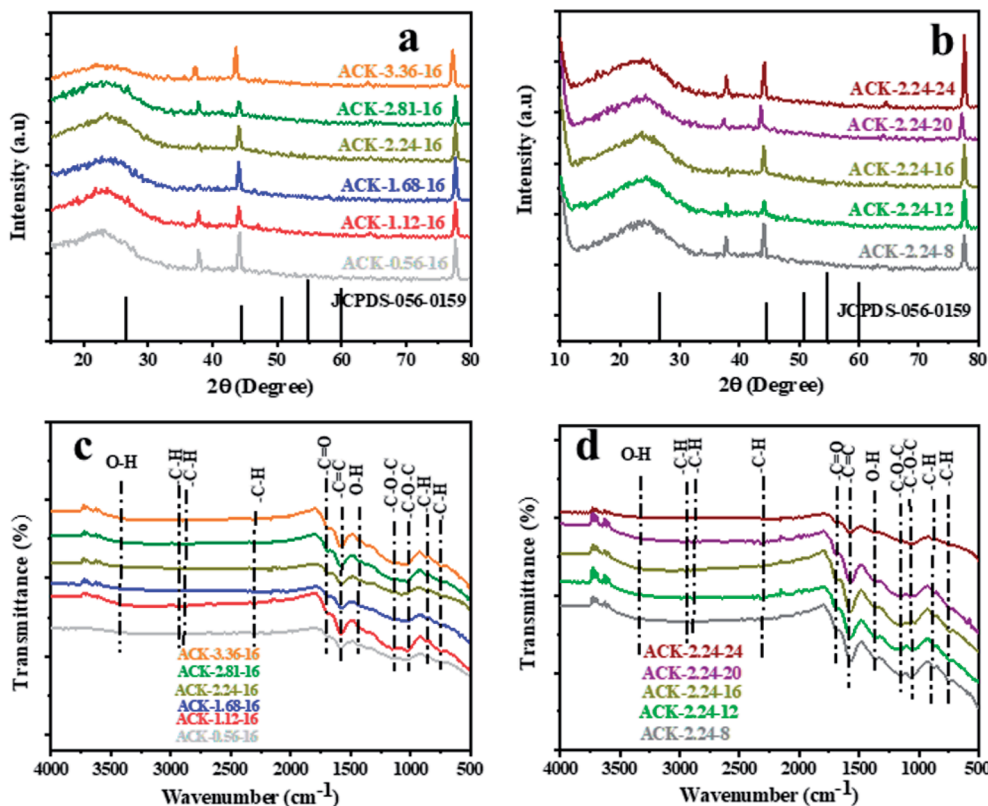 a
Intensity (a.u)
ACK-3.36-16
ACK-2.81-16
ACK-2.24-16
ACK-1.68-16
ACK-1.12-16
ACK-0.56-16
JCPDS-056-0159
20 30 40 50 60 70 80
2θ (Degree)
b
Intensity (a.u)
ACK-2.24-24
ACK-2.24-20
ACK-2.24-16
ACK-2.24-12
ACK-2.24-8
JCPDS-056-0159
10 20 30 40 50 60 70 80
2θ (Degree)
c
Transmittance (%)
O-H
-C-H
-C-H
-C-H
-C=O
-C=C
O-H
C-O-C
C-O-C
-C-H
-C-H
ACK-3.36-16
ACK-2.81-16
ACK-2.24-16
ACK-1.68-16
ACK-1.12-16
ACK-0.56-16
4000 3500 3000 2500 2000 1500 1000 500
Wavenumber (cm⁻¹)
d
Transmittance (%)
O-H
-C-H
-C-H
-C-H
-C=O
-C=C
O-H
C-O-C
-C-O-C
-C-H
-C-H
ACK-2.24-24
ACK-2.24-20
ACK-2.24-16
ACK-2.24-12
ACK-2.24-8
4000 3500 3000 2500 2000 1500 1000 500
Wavenumber (cm⁻¹)